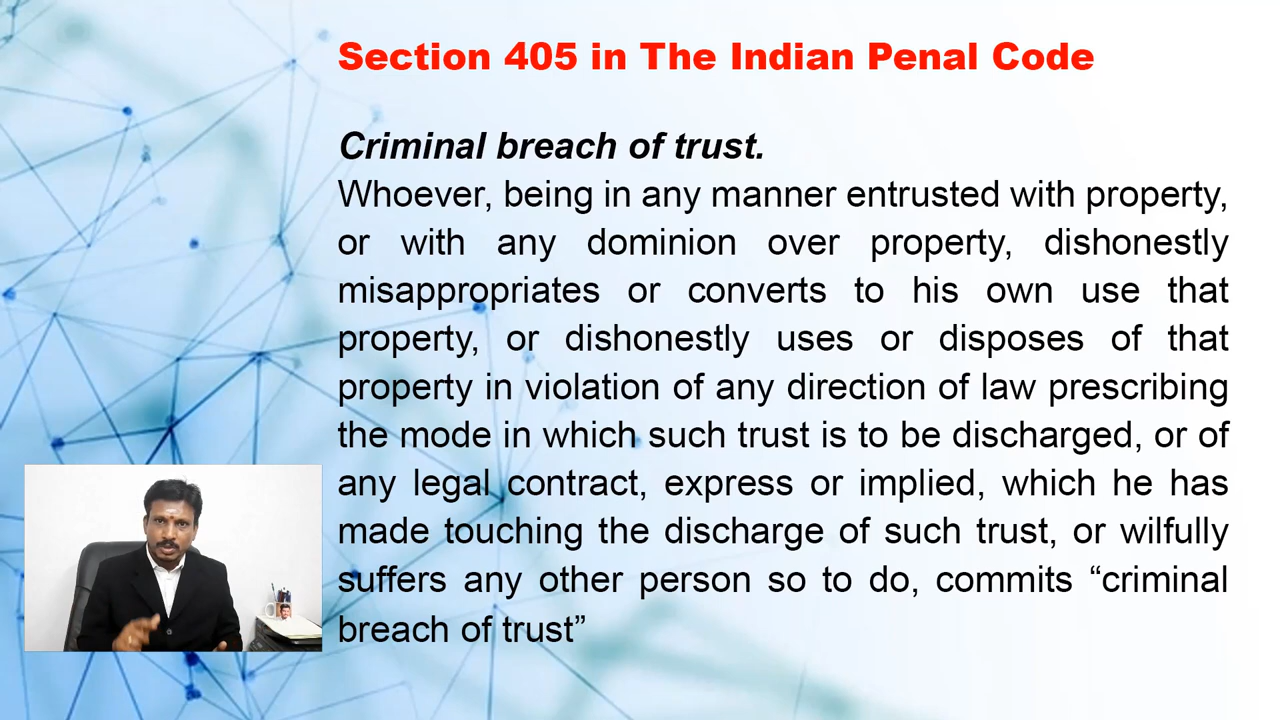 Section 405 in The Indian Penal Code
Criminal breach of trust.
Whoever, being in any manner entrusted with property,
or with any dominion over property, dishonestly
misappropriates or converts to his own use that
property, or dishonestly uses or disposes of that
property in violation of any direction of law prescribing
the mode in which such trust is to be discharged, or of
any legal contract, express or implied, which he has
made touching the discharge of such trust, or wilfully
suffers any other person so to do, commits “criminal
breach of trust”